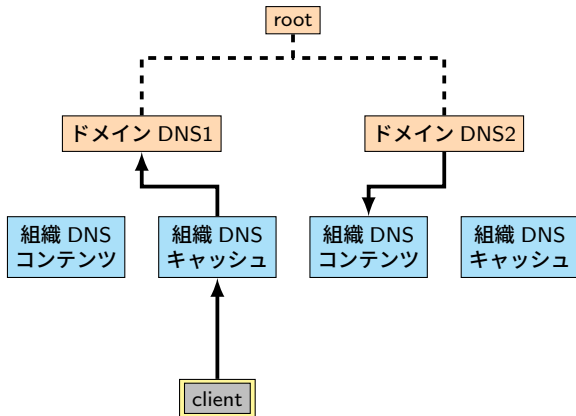 root
ドメイン DNS1
ドメイン DNS2
組織 DNS
コンテンツ
組織 DNS
キャッシュ
組織 DNS
コンテンツ
組織 DNS
キャッシュ
client